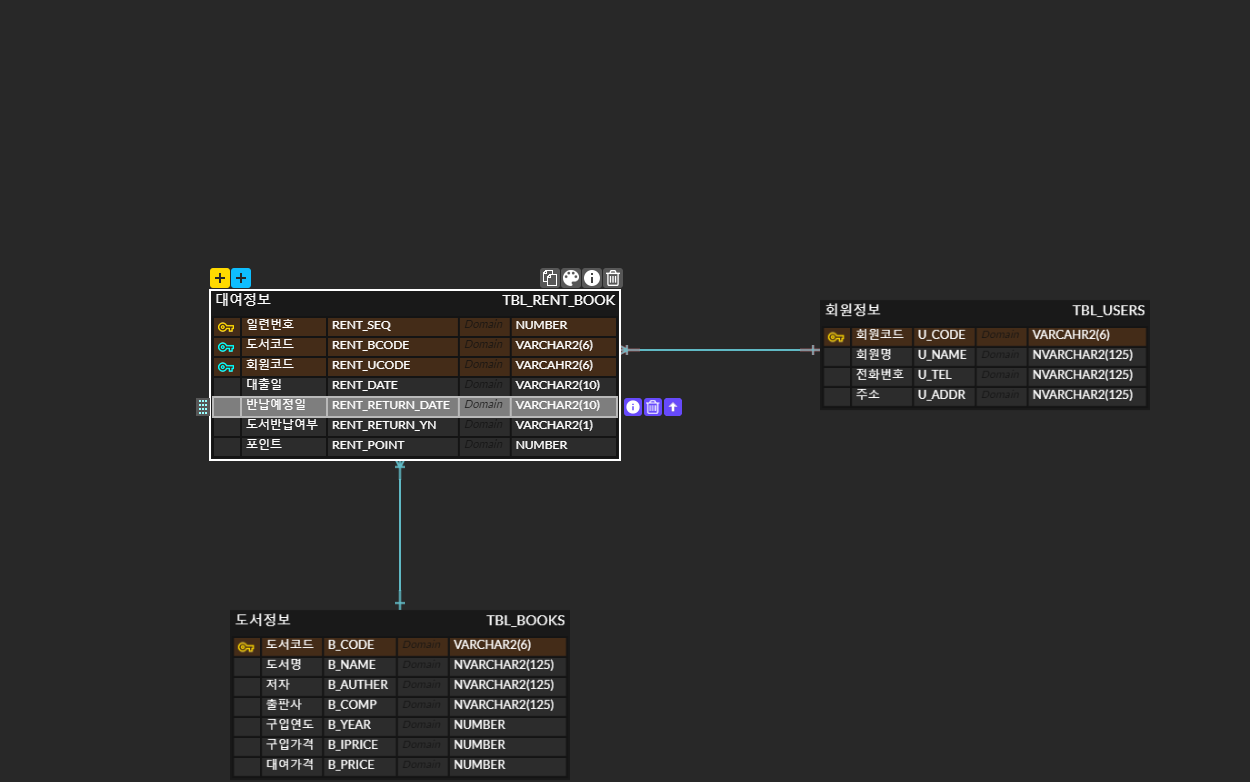 대여정보 TBL_RENT_BOOK
일련번호 RENT_SEQ Domain NUMBER
도서코드 RENT_BCODE Domain VARCHAR2(6)
회원코드 RENT_UCODE Domain VARCAHR2(6)
대출일 RENT_DATE Domain VARCHAR2(10)
반납예정일 RENT_RETURN_DATE Domain VARCHAR2(10)
도서반납여부 RENT_RETURN_YN Domain VARCHAR2(1)
포인트 RENT_POINT Domain NUMBER
회원정보 TBL_USERS
회원코드 U_CODE Domain VARCAHR2(6)
회원명 U_NAME Domain NVARCHAR2(125)
전화번호 U_TEL Domain NVARCHAR2(125)
주소 U_ADDR Domain NVARCHAR2(125)
도서정보 TBL_BOOKS
도서코드 B_CODE Domain VARCHAR2(6)
도서명 B_NAME Domain NVARCHAR2(125)
저자 B_AUTHER Domain NVARCHAR2(125)
출판사 B_COMP Domain NVARCHAR2(125)
구입연도 B_YEAR Domain NUMBER
구입가격 B_IPRICE Domain NUMBER
대여가격 B_PRICE Domain NUMBER